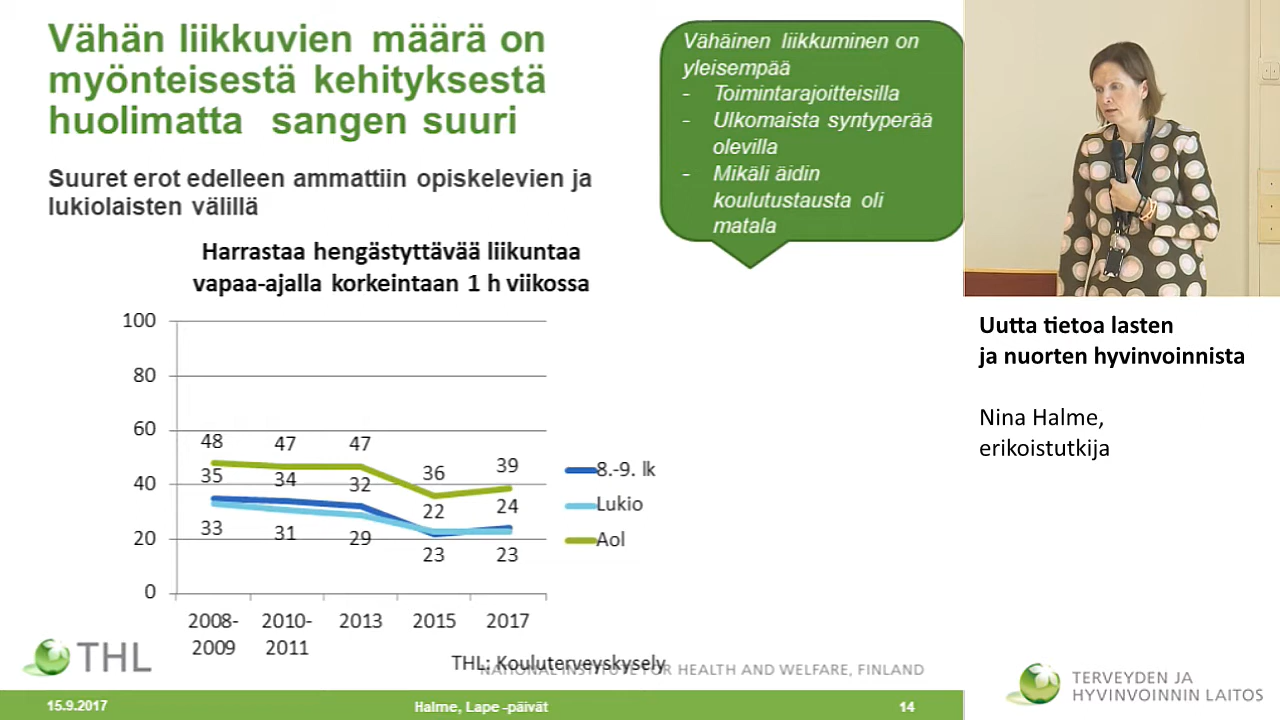 Vähän liikkuvien määrä on
myönteisestä kehityksestä
huolimatta sangen suuri
Suuret erot edelleen ammattiin opiskelevien ja
lukiolaisten välillä
Vähäinen liikkuminen on
yleisempää
- Toimintarajoitteisilla
- Ulkomaista syntyperää
olevilla
- Mikäli äidin
koulutustausta oli
matala
Harrastaa hengästyttävää liikuntaa
vapaa-ajalla korkeintaan 1 h viikossa
100
80
60
40
20
0
48 47 47 36 39
35 34 32 22 24
33 31 29 23 23
8.-9. lk
Lukio
Aol
2008-
2009
2010-
2011
2013
2015
2017
THL: Kouluterveyskysely
THL
NATIONAL INSTITUTE FOR HEALTH AND WELFARE, FINLAND
15.9.2017
Halme, Lape -päivät
14
Uutta tietoa lasten
ja nuorten hyvinvoinnista
Nina Halme,
erikoistutkija
TERVEYDEN JA
HYVINVOINNIN LAITOS